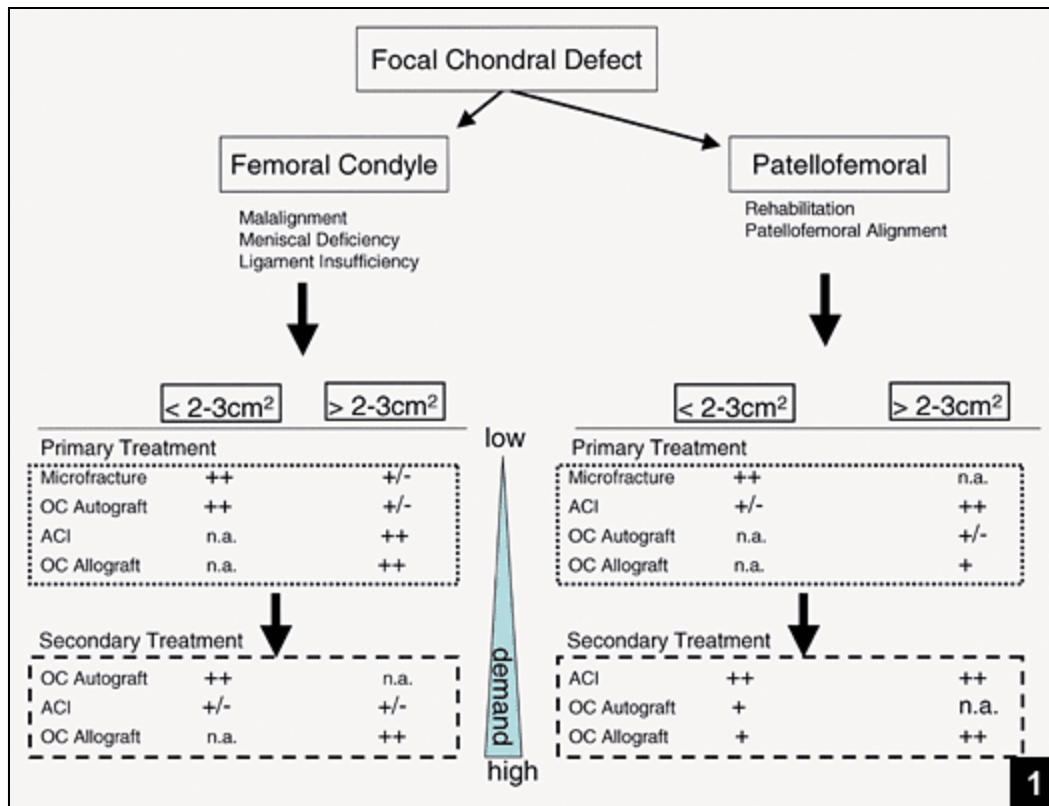 Focal Chondral Defect
Femoral Condyle
Malalignment
Meniscal Deficiency
Ligament Insufficiency
Patellofemoral
Rehabilitation
Patellofemoral Alignment
< 2-3cm² > 2-3cm²
Primary Treatment
Microfracture ++ +/-
OC Autograft ++ +/-
ACI n.a. ++
OC Allograft n.a. ++
Secondary Treatment
OC Autograft ++ n.a.
ACI +/- +/-
OC Allograft n.a. ++
low
demand
high
< 2-3cm² > 2-3cm²
Primary Treatment
Microfracture ++ n.a.
ACI +/- ++
OC Autograft n.a. +/-
OC Allograft n.a. +
Secondary Treatment
ACI ++ ++
OC Autograft + n.a.
OC Allograft + ++
1